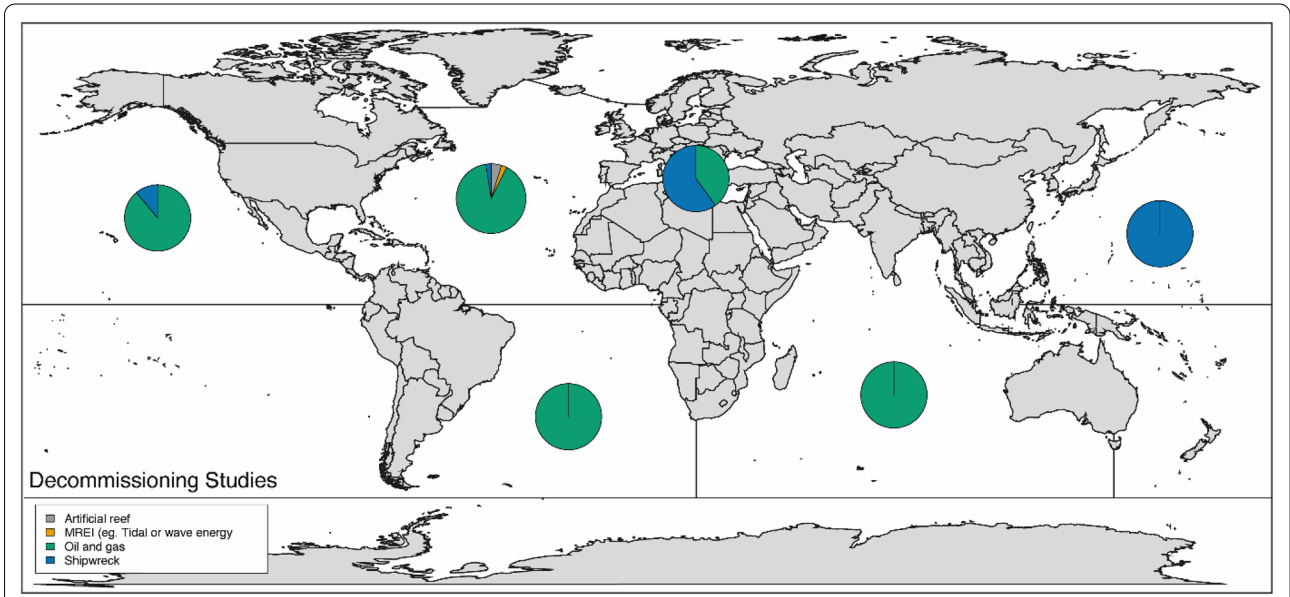 Decommissioning Studies
Artificial reef
MREI (eg. Tidal or wave energy
Oil and gas
Shipwreck